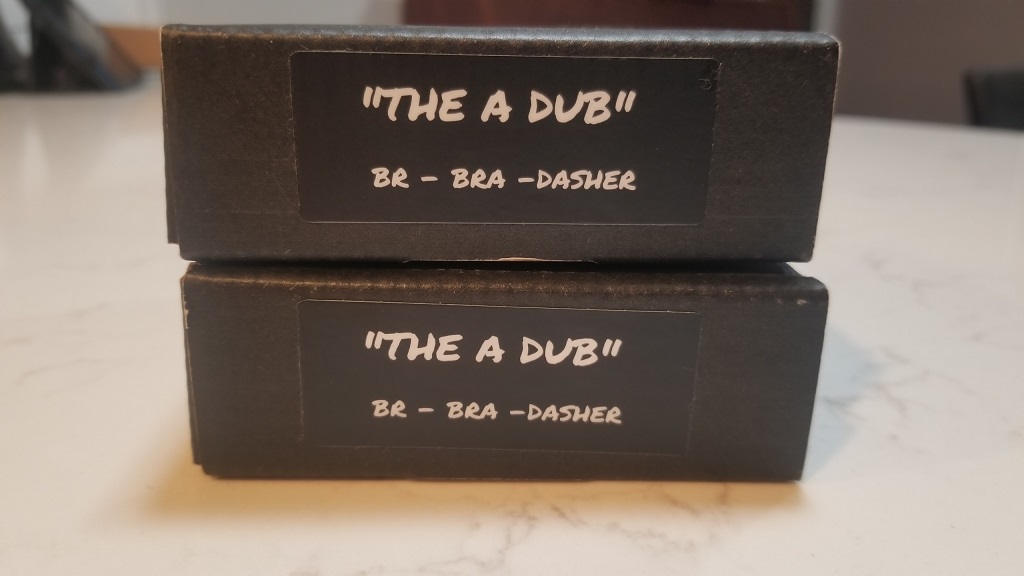 "THE A DUB"
BR - BRA -DASHER
"THE A DUB"
BR - BRA -DASHER